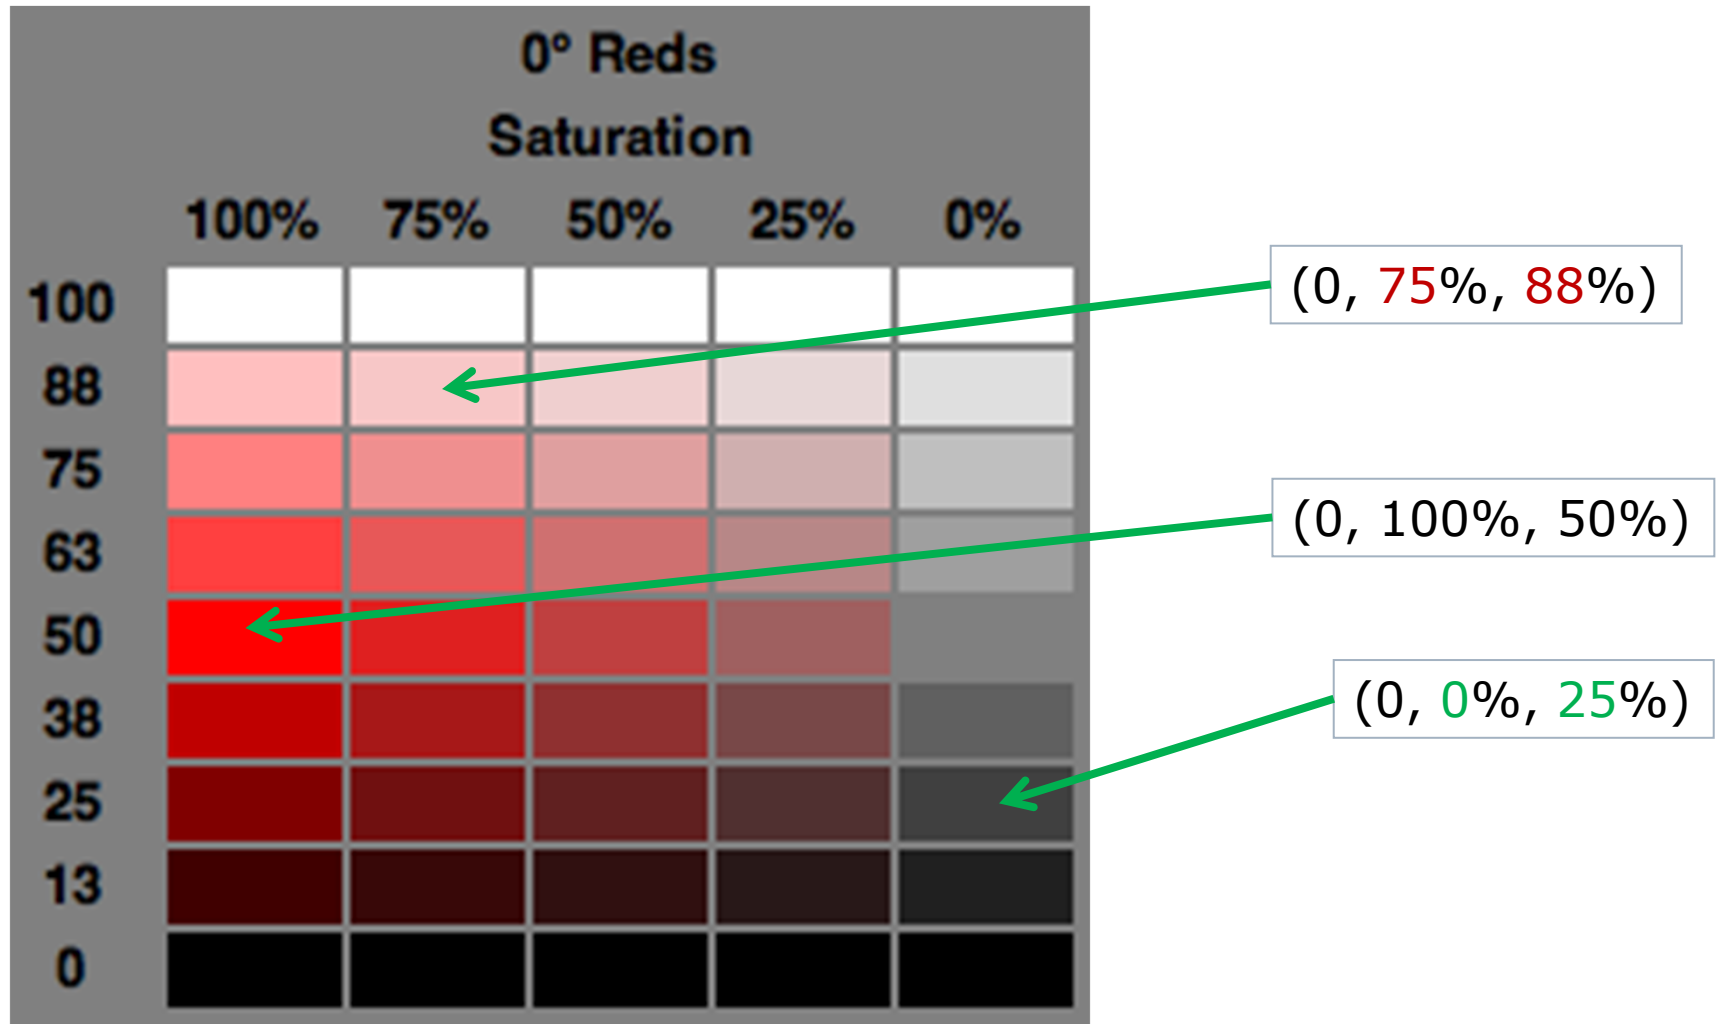 0° Reds
Saturation
100% 75% 50% 25% 0%
100
88
75
63
50
38
25
13
0
(0, 75%, 88%)
(0, 100%, 50%)
(0, 0%, 25%)